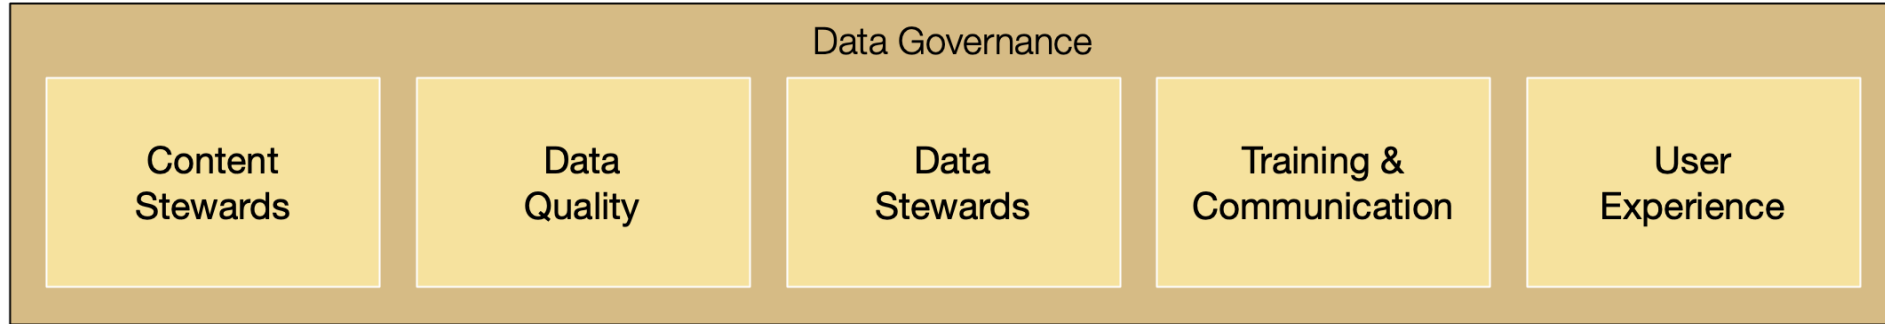 Data Governance
Content
Stewards
Data
Quality
Data
Stewards
Training &
Communication
User
Experience